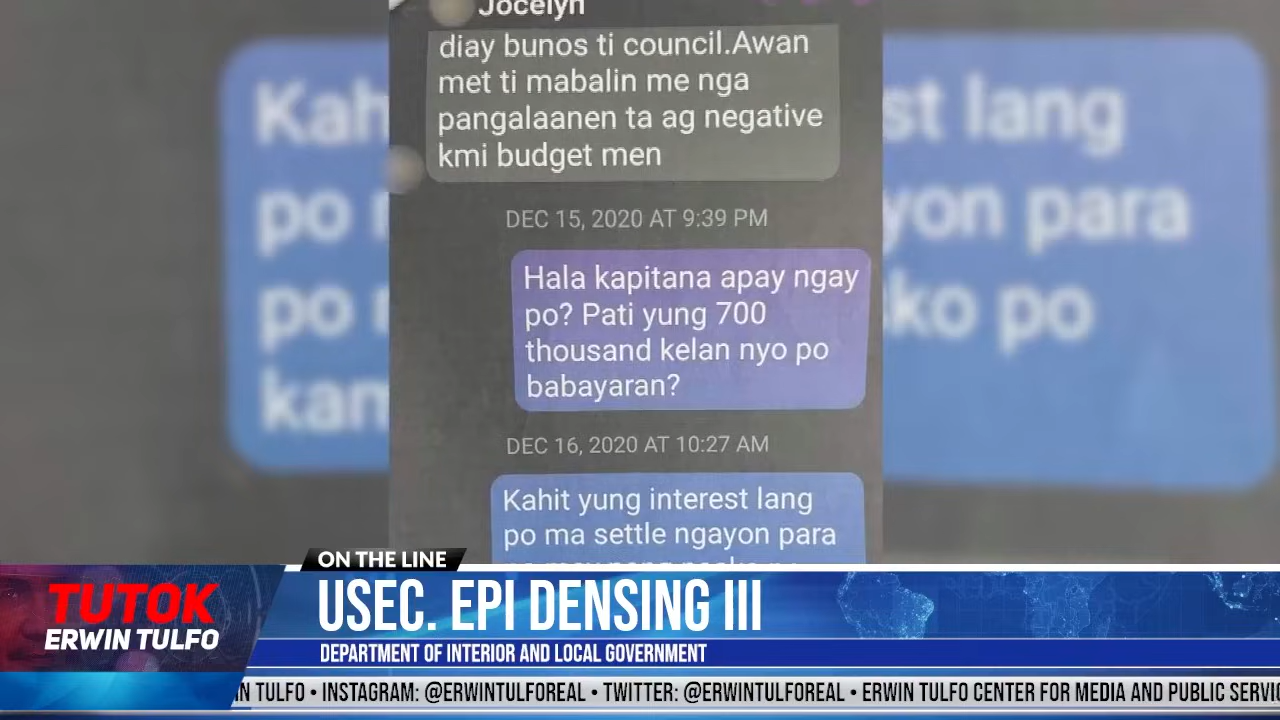 Jocelyn
diay bunos ti council.Awan
met ti mabalin me nga
pangalaanen ta ag negative
kmi budget men
DEC 15, 2020 AT 9:39 PM
Hala kapitana apay ngay
po? Pati yung 700
thousand kelan nyo po
babayaran?
DEC 16, 2020 AT 10:27 AM
Kahit yung interest lang
po ma settle ngayon para
ON THE LINE
USEC. EPI DENSING III
DEPARTMENT OF INTERIOR AND LOCAL GOVERNMENT
TUTOK
ERWIN TULFO
IN TULFO • INSTAGRAM: @ERWINTULFOREAL • TWITTER: @ERWINTULFOREAL • ERWIN TULFO CENTER FOR MEDIA AND PUBLIC SERVIC